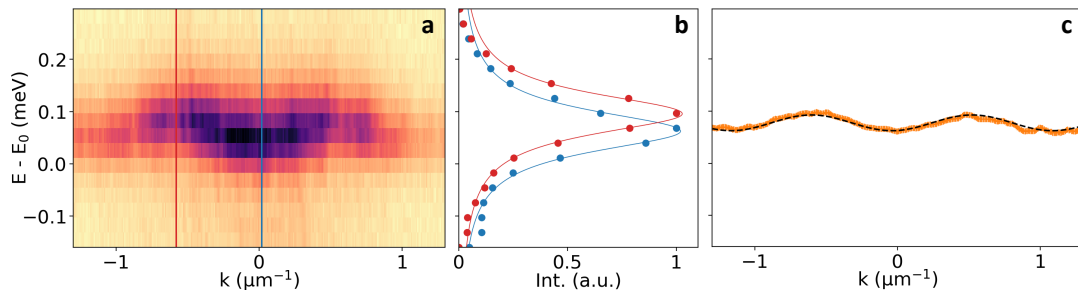 a
E - E₀ (meV)
0.2
0.1
0.0
−0.1
−1
0
1
k (μm⁻¹)
b
0
0.5
1
Int. (a.u.)
c
−1
0
1
k (μm⁻¹)